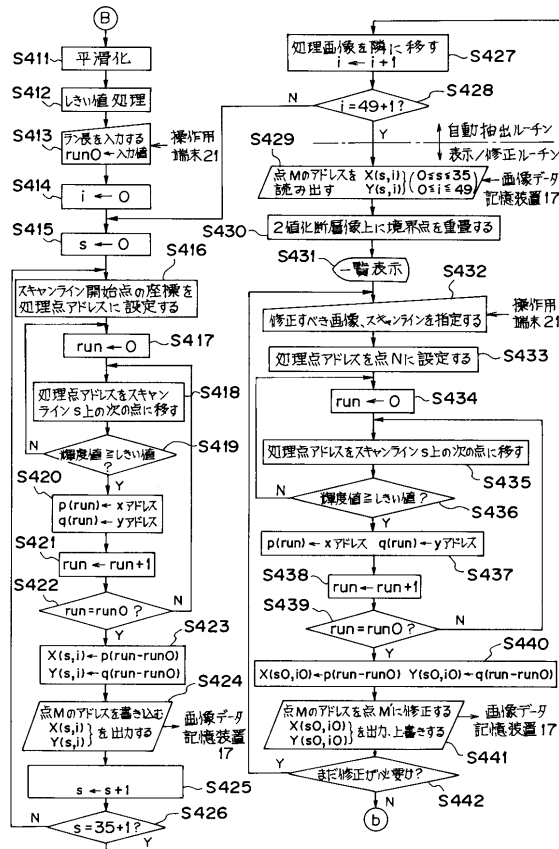 B
S411
平滑化
S412
しきい値処理
S413
ラン長を入力する
run0←入力値
操作用
端末21
S414
i ← 0
S415
s ← 0
S416
スキャンライン開始点の座標を
処理点アドレスに設定する
S417
run ← 0
S418
処理点アドレスをスキャン
ラインs上の次の点に移す
S419
N
輝度値≧しきい値
?
S420
Y
p(run)←xアドレス
q(run)←yアドレス
S421
run ← run+1
S422
N
run=run0 ?
Y
S423
X(s,i)←p(run-run0)
Y(s,i)←q(run-run0)
S424
点Mのアドレスを書き込む
X(s,i)
Y(s,i)
}を出力する
画像データ
記憶装置
17
S425
s ← s+1
S426
N
s=35+1?
Y
S427
処理画像を隣に移す
i ← i+1
S428
N
i=49+1?
Y
自動抽出ルーチン
表示/修正ルーチン
S429
点Mのアドレスを
読み出す
X(s,i)
Y(s,i)
(0≦s≦35
0≦i≦49)
画像データ
記憶装置17
S430
2値化断層像上に境界点を重畳する
S431
一覧表示
S432
修正すべき画像、スキャンラインを指定する
操作用
端末21
S433
処理点アドレスを点Nに設定する
S434
run ← 0
処理点アドレスをスキャンラインs上の次の点に移す
S435
N
輝度値≧しきい値?
S436
Y
p(run)←xアドレス q(run)←yアドレス
S437
S438
run←run+1
S439
N
run=run0?
Y
S440
X(s0,i0)←p(run-run0) Y(s0,i0)←q(run-run0)
点Mのアドレスを点M'に修正する
X(s0,i0)
Y(s0,i0)
}を出力、上書きする
画像データ
記憶装置17
S441
Y
まだ修正が必要か?
S442
N
b